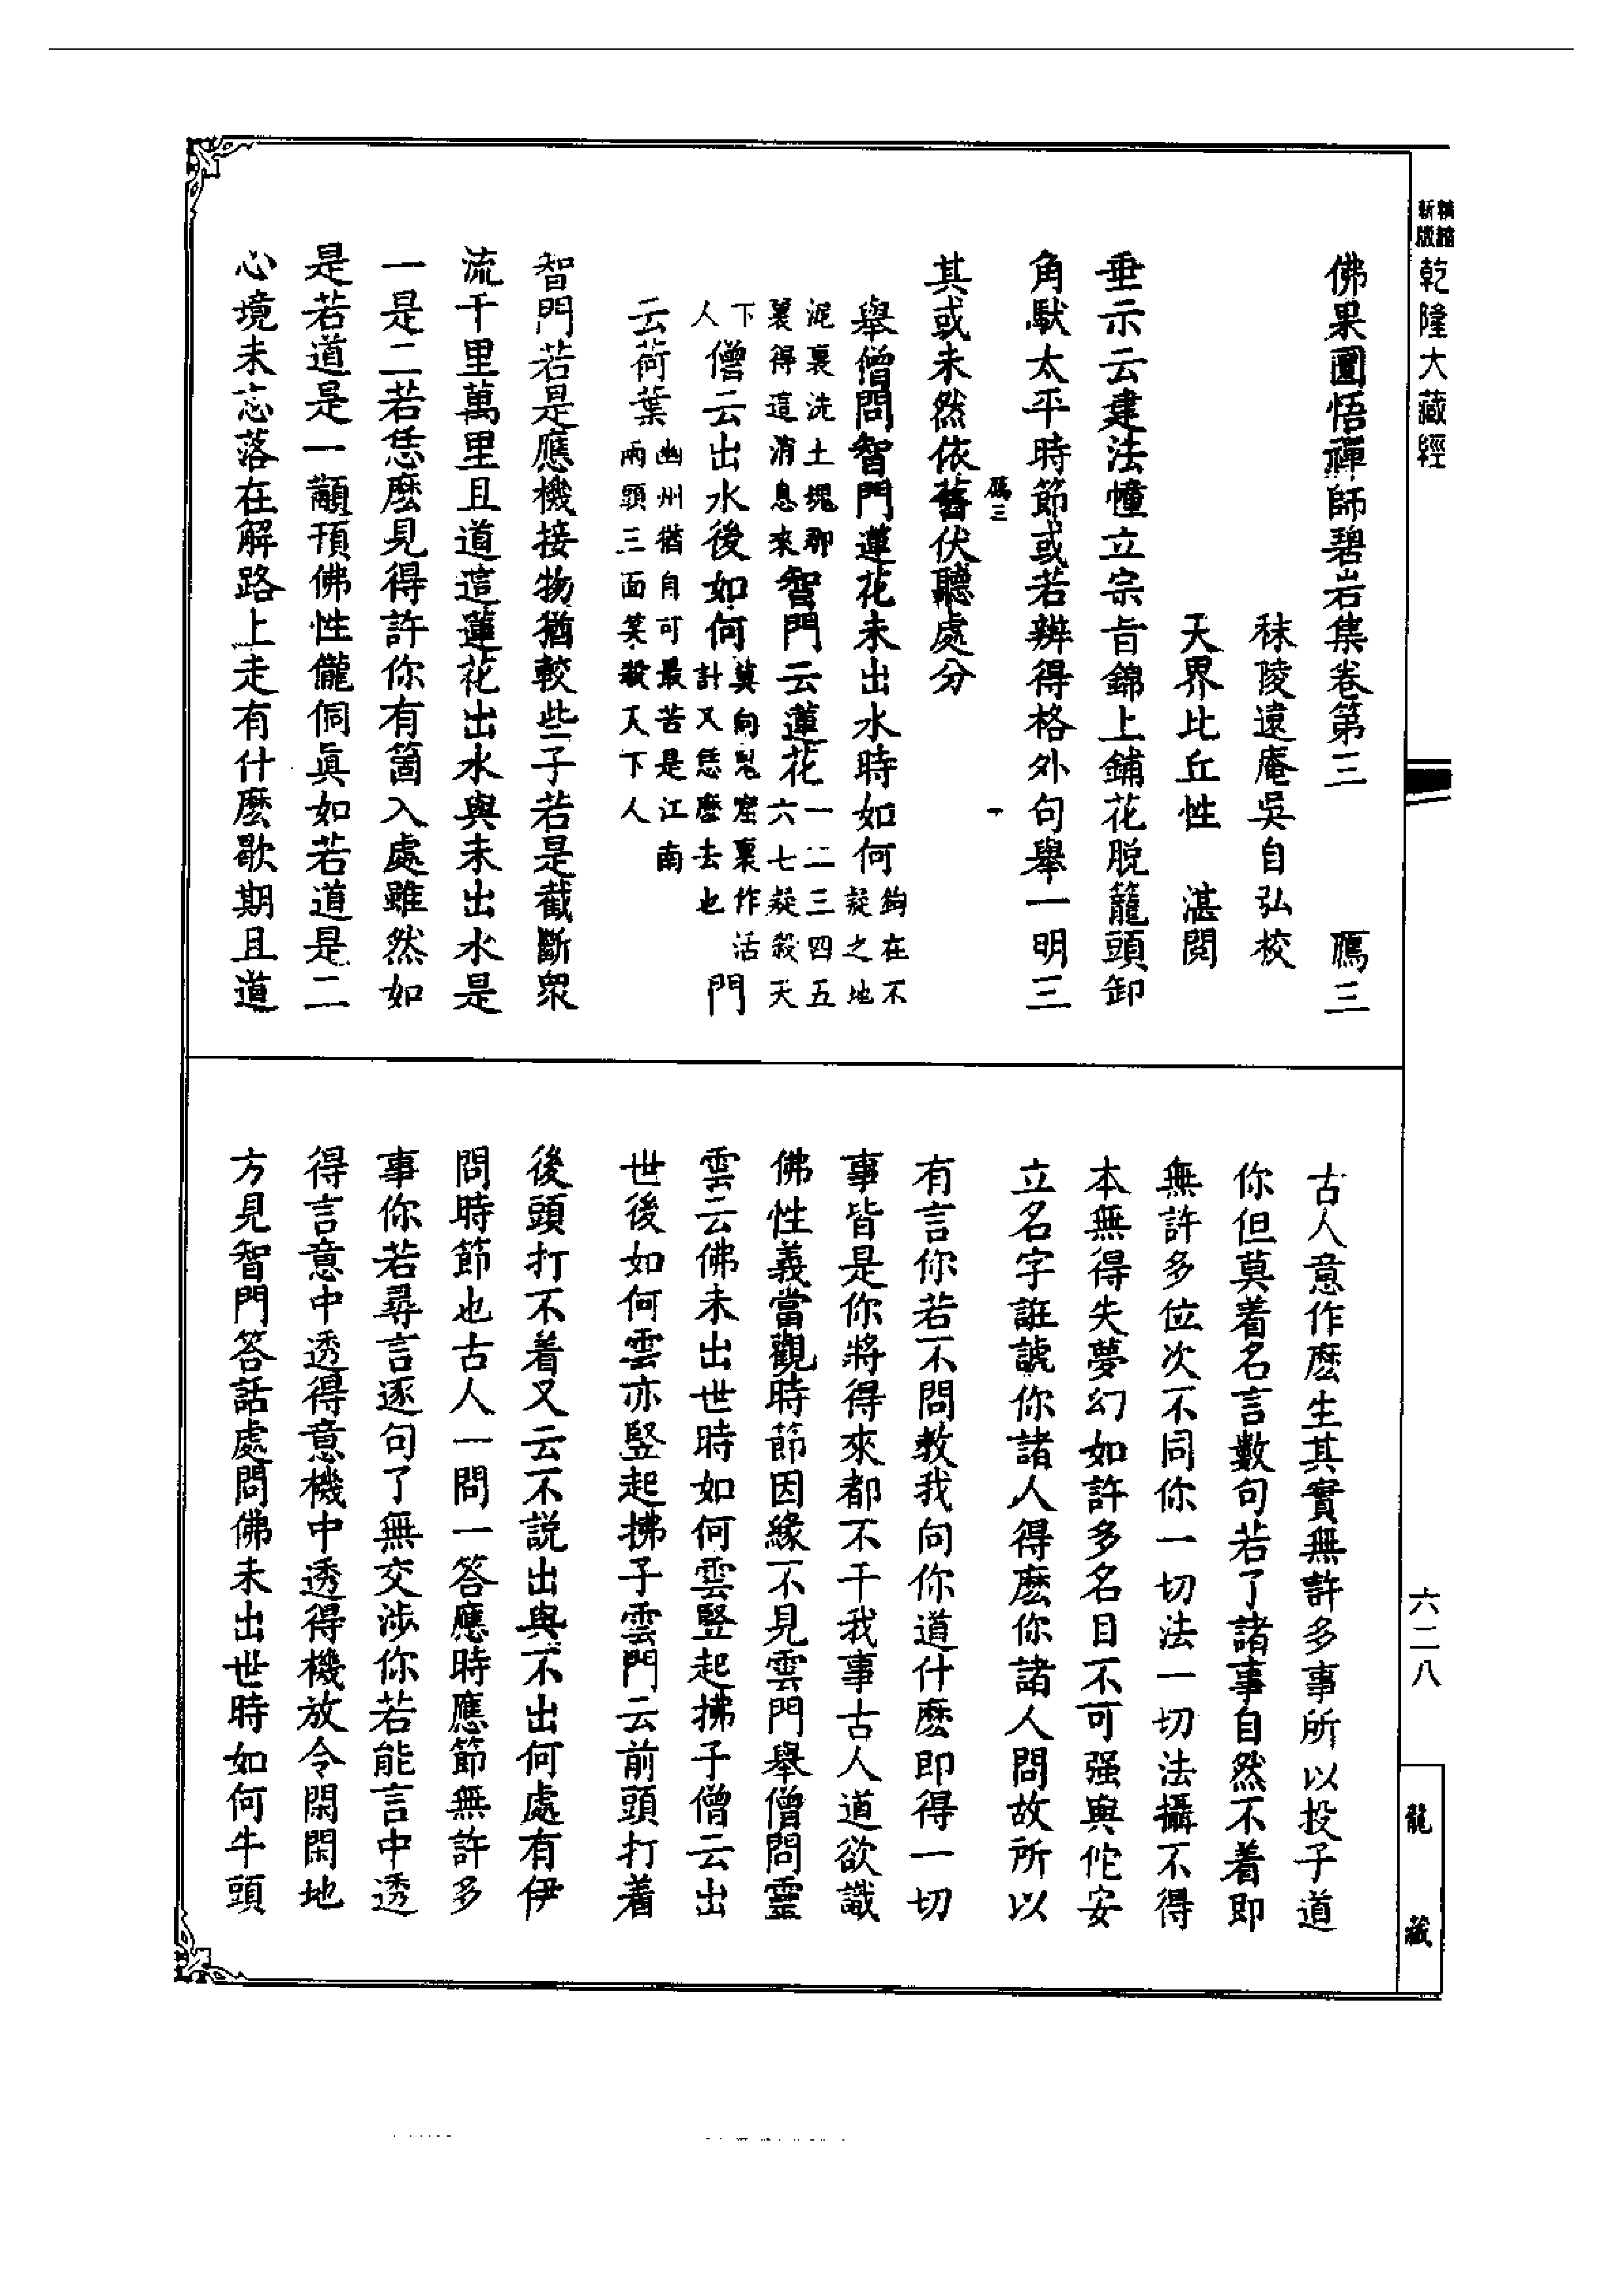 精縮
新版
乾隆大藏經
佛果圜悟禪師碧岩集卷第三 鴈三
秣陵遠庵吳自弘校
天界比丘性 湛閱
垂示云建法幢立宗旨錦上鋪花脫籠頭卸
角馱太平時節或若辨得格外句舉一明三
鴈三 一
其或未然依舊伏聽處分
舉僧問智門蓮花未出水時如何鉤在不
疑之地
泥裏洗土塊那
裏得這消息來智門云蓮花一二三四五
六七疑殺天
下
人僧云出水後如何莫向鬼窟裏作活
計又恁麼去也門
云荷葉幽州猶自可最苦是江南
兩頭三面笑殺天下人
智門若是應機接物猶較些子若是截斷眾
流千里萬里且道這蓮花出水與未出水是
一是二若恁麼見得許你有箇入處雖然如
是若道是一顢頇佛性儱侗真如若道是二
心境未忘落在解路上走有什麼歇期且道
古人意作麼生其實無許多事所以投子道
你但莫着名言數句若了諸事自然不着即
無許多位次不同你一切法一切法攝不得
本無得失夢幻如許多名目不可强與佗安
立名字誑謼你諸人得麼你諸人問故所以
有言你若不問教我向你道什麼即得一切
事皆是你將得來都不干我事古人道欲識
佛性義當觀時節因緣不見雲門舉僧問靈
雲云佛未出世時如何雲竪起拂子僧云出
世後如何雲亦竪起拂子雲門云前頭打着
後頭打不着又云不說出與不出何處有伊
問時節也古人一問一答應時應節無許多
事你若尋言逐句了無交涉你若能言中透
得言意中透得意機中透得機放令閑閑地
方見智門答話處問佛未出世時如何牛頭
六二八
龍藏